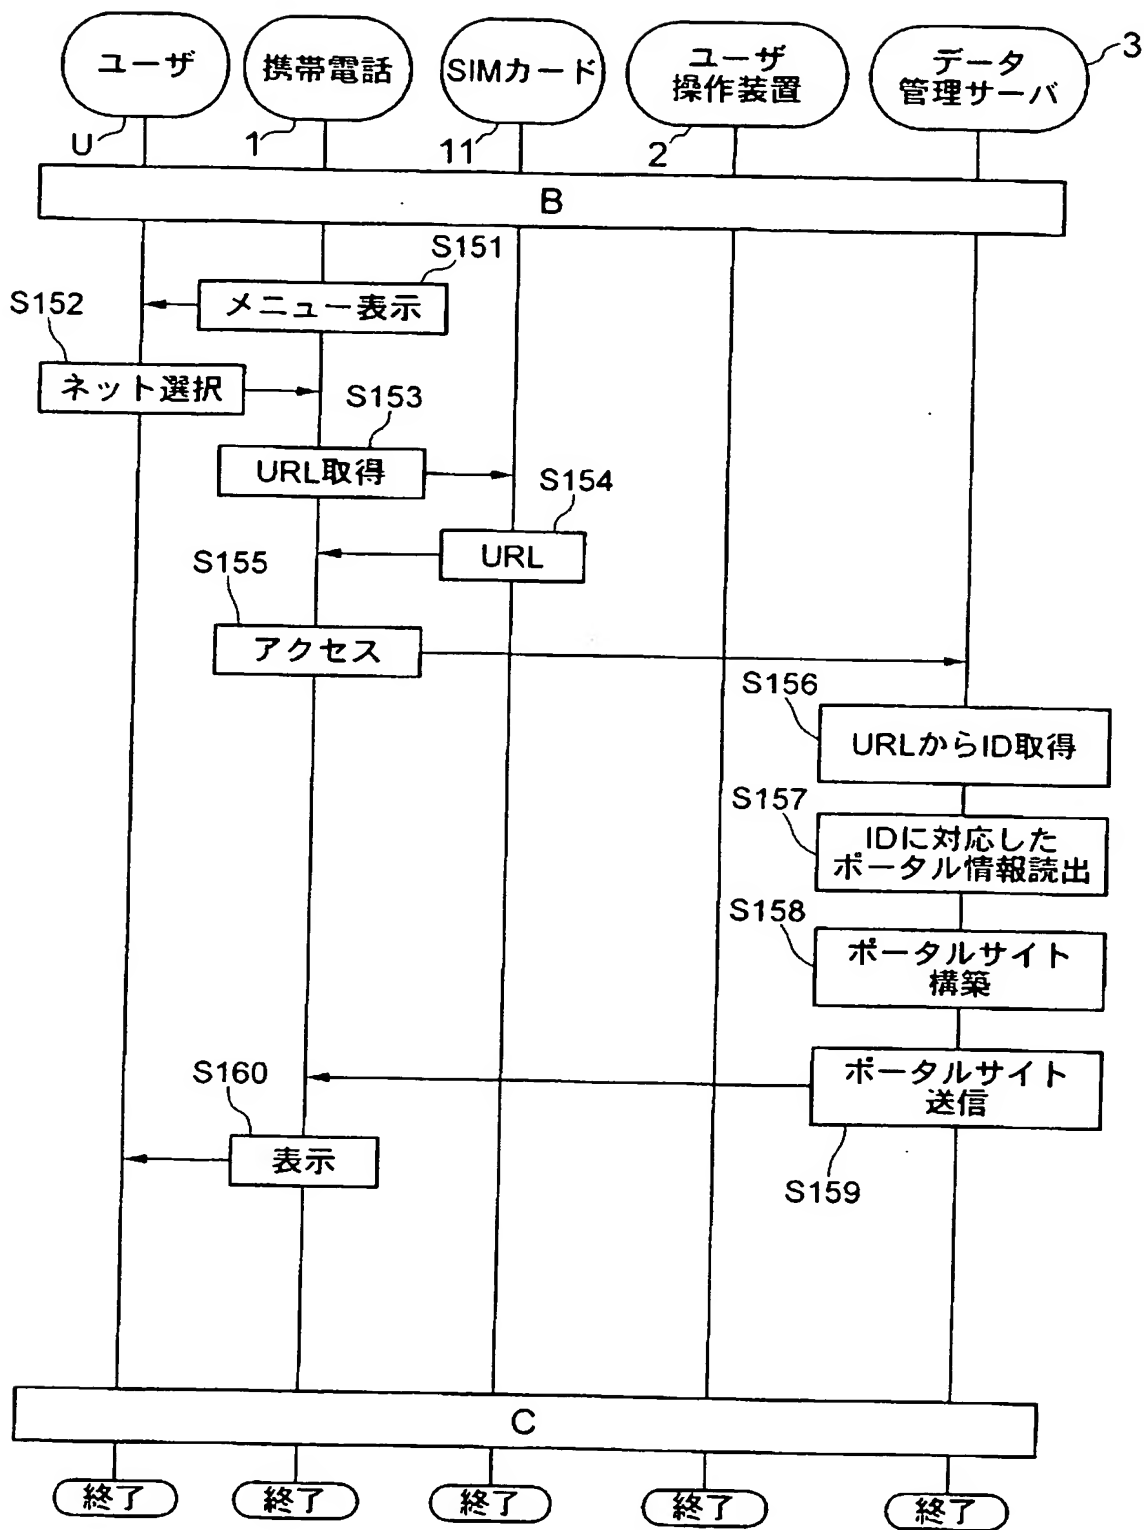 ユーザ
携帯電話
SIMカード
ユーザ
操作装置
データ
管理サーバ
3
U
1
11
2
B
S151
メニュー表示
S152
ネット選択
S153
URL取得
S154
URL
S155
アクセス
S156
URLからID取得
S157
IDに対応した
ポータル情報読出
S158
ポータルサイト
構築
ポータルサイト
送信
S159
S160
表示
C
終了
終了
終了
終了
終了